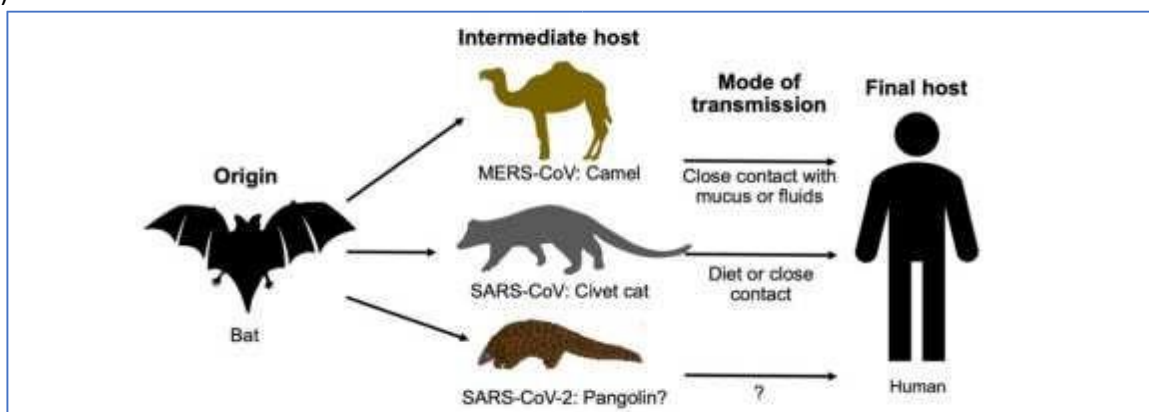 )
Intermediate host
Mode of
transmission
Final host
Origin
MERS-CoV: Camel
Close contact with
mucus or fluids
SARS-CoV: Civet cat
Diet or close
contact
Bat
SARS-CoV-2: Pangolin?
?
Human